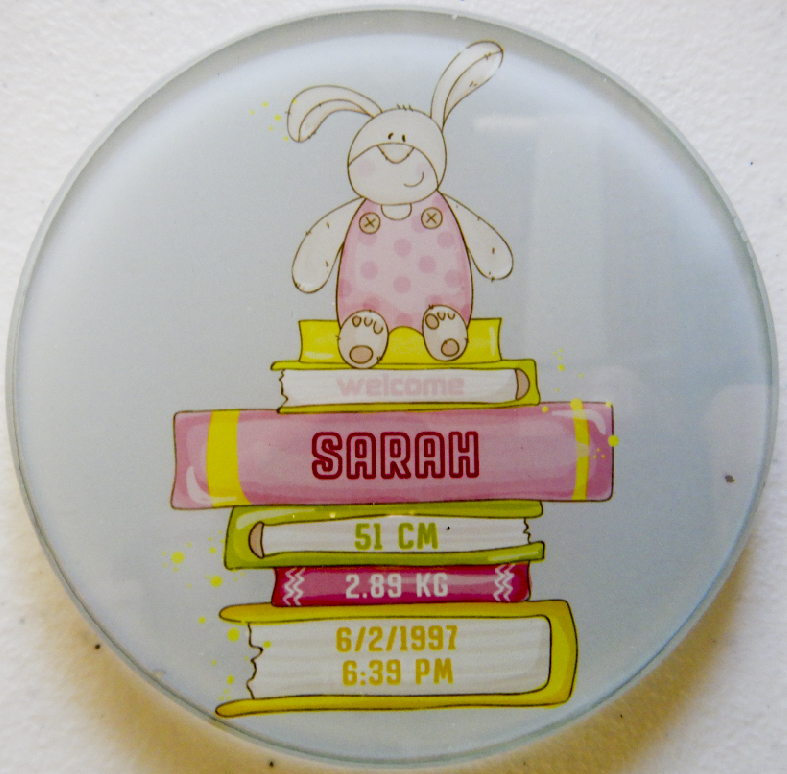 welcome
SARAH
51 CM
2.89 KG
6/2/1997
6:39 PM